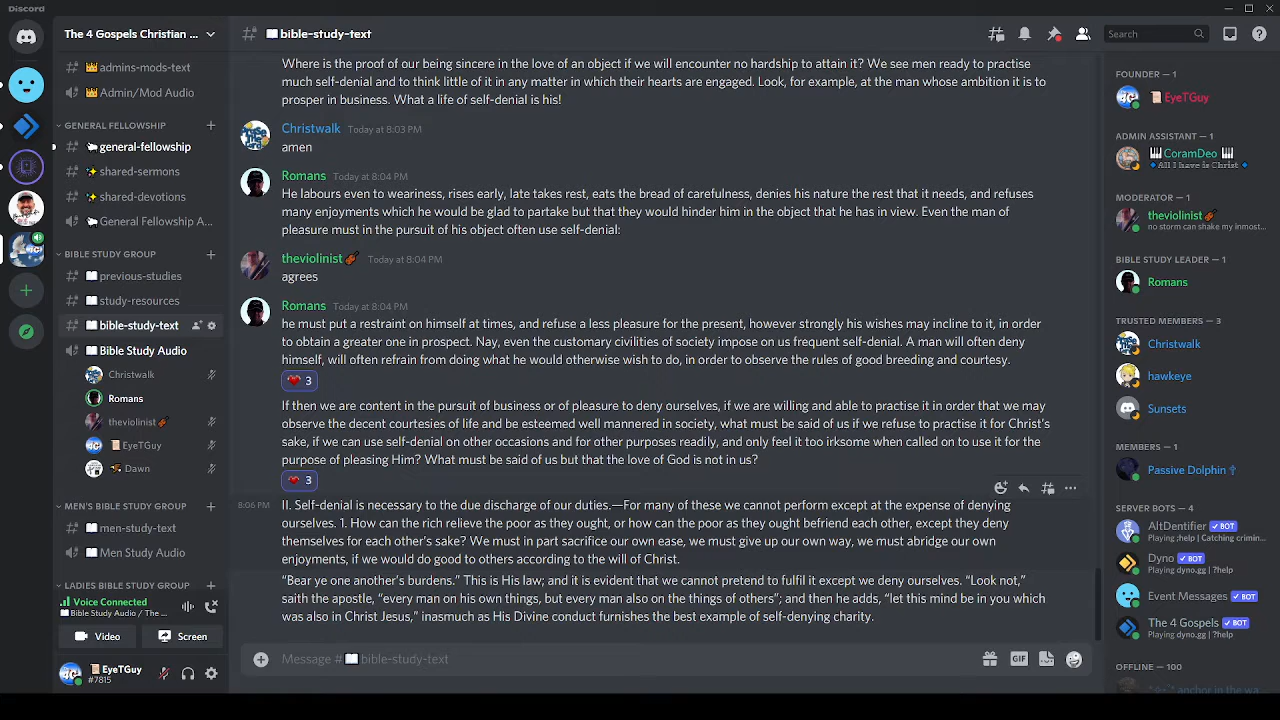 Discord
The 4 Gospels Christian ...
admins-mods-text
Admin/Mod Audio
GENERAL FELLOWSHIP
general-fellowship
shared-sermons
shared-devotions
General Fellowship A...
BIBLE STUDY GROUP
previous-studies
study-resources
bible-study-text
Bible Study Audio
Christwalk
Romans
theviolinist
EyeTGuy
Dawn
MEN'S BIBLE STUDY GROUP
men-study-text
Men Study Audio
LADIES BIBLE STUDY GROUP
Voice Connected
Bible Study Audio / The ...
Video
Screen
EyeTGuy
#7815
bible-study-text
Search
Where is the proof of our being sincere in the love of an object if we will encounter no hardship to attain it? We see men ready to practise
much self-denial and to think little of it in any matter in which their hearts are engaged. Look, for example, at the man whose ambition it is to
prosper in business. What a life of self-denial is his!
Christwalk Today at 8:03 PM
amen
Romans Today at 8:04 PM
He labours even to weariness, rises early, late takes rest, eats the bread of carefulness, denies his nature the rest that it needs, and refuses
many enjoyments which he would be glad to partake but that they would hinder him in the object that he has in view. Even the man of
pleasure must in the pursuit of his object often use self-denial:
theviolinist Today at 8:04 PM
agrees
Romans Today at 8:04 PM
he must put a restraint on himself at times, and refuse a less pleasure for the present, however strongly his wishes may incline to it, in order
to obtain a greater one in prospect. Nay, even the customary civilities of society impose on us frequent self-denial. A man will often deny
himself, will often refrain from doing what he would otherwise wish to do, in order to observe the rules of good breeding and courtesy.
3
If then we are content in the pursuit of business or of pleasure to deny ourselves, if we are willing and able to practise it in order that we may
observe the decent courtesies of life and be esteemed well mannered in society, what must be said of us if we refuse to practise it for Christ's
sake, if we can use self-denial on other occasions and for other purposes readily, and only feel it too irksome when called on to use it for the
purpose of pleasing Him? What must be said of us but that the love of God is not in us?
3
8:06 PM II. Self-denial is necessary to the due discharge of our duties.—For many of these we cannot perform except at the expense of denying
ourselves. 1. How can the rich relieve the poor as they ought, or how can the poor as they ought befriend each other, except they deny
themselves for each other's sake? We must in part sacrifice our own ease, we must give up our own way, we must abridge our own
enjoyments, if we would do good to others according to the will of Christ.
“Bear ye one another's burdens.” This is His law; and it is evident that we cannot pretend to fulfil it except we deny ourselves. “Look not,”
saith the apostle, “every man on his own things, but every man also on the things of others”; and then he adds, “let this mind be in you which
was also in Christ Jesus,” inasmuch as His Divine conduct furnishes the best example of self-denying charity.
Message # bible-study-text
GIF
FOUNDER — 1
EyeTGuy
ADMIN ASSISTANT — 1
CoramDeo
All I have is Christ
MODERATOR — 1
theviolinist
no storm can shake my inmost...
BIBLE STUDY LEADER — 1
Romans
TRUSTED MEMBERS — 3
Christwalk
hawkeye
Sunsets
MEMBERS — 1
Passive Dolphin †
SERVER BOTS — 4
AltDentifier BOT
Playing ;help | Catching crimin...
Dyno BOT
Playing dyno.gg | ?help
Event Messages BOT
The 4 Gospels BOT
Playing dyno.gg | ?help
OFFLINE — 100
anchor in the wa